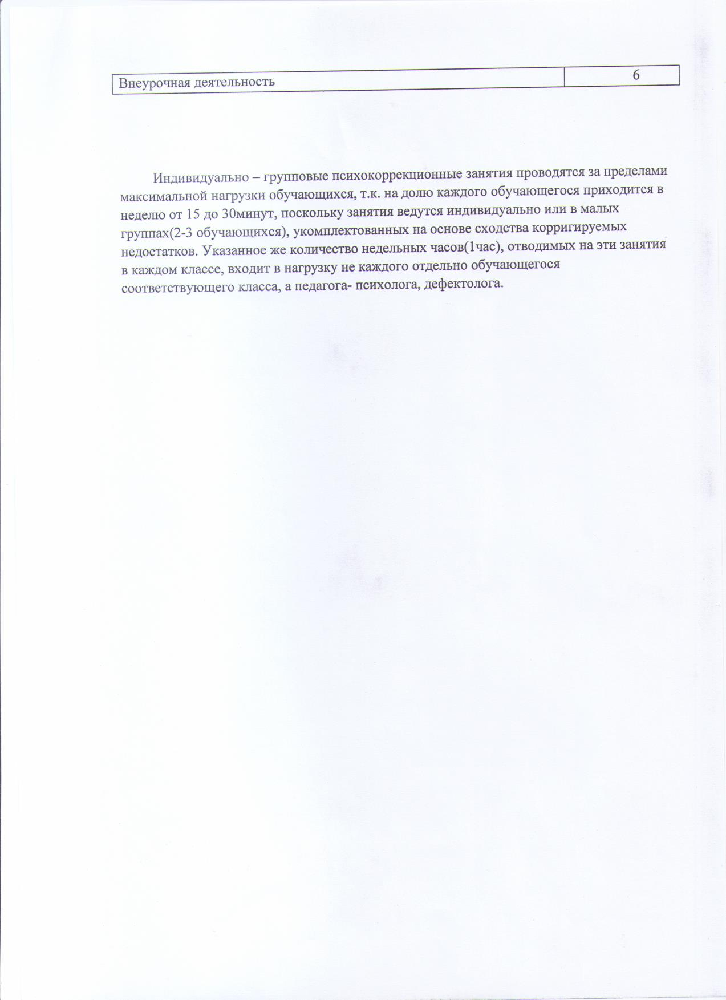 Внеурочная деятельность 6
Индивидуально – групповые психокоррекционные занятия проводятся за пределами
максимальной нагрузки обучающихся, т.к. на долю каждого обучающегося приходится в
неделю от 15 до 30минут, поскольку занятия ведутся индивидуально или в малых
группах(2-3 обучающихся), укомплектованных на основе сходства корригируемых
недостатков. Указанное же количество недельных часов(1час), отводимых на эти занятия
в каждом классе, входит в нагрузку не каждого отдельно обучающегося
соответствующего класса, а педагога- психолога, дефектолога.